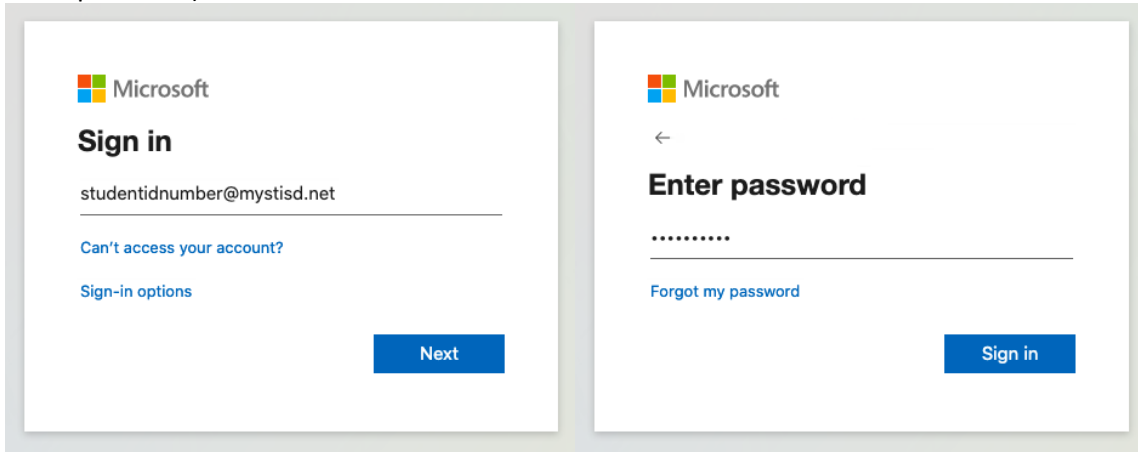 Microsoft
Sign in
studentidnumber@mystisd.net
Can't access your account?
Sign-in options
Next
Microsoft
←
Enter password
••••••••••
Forgot my password
Sign in